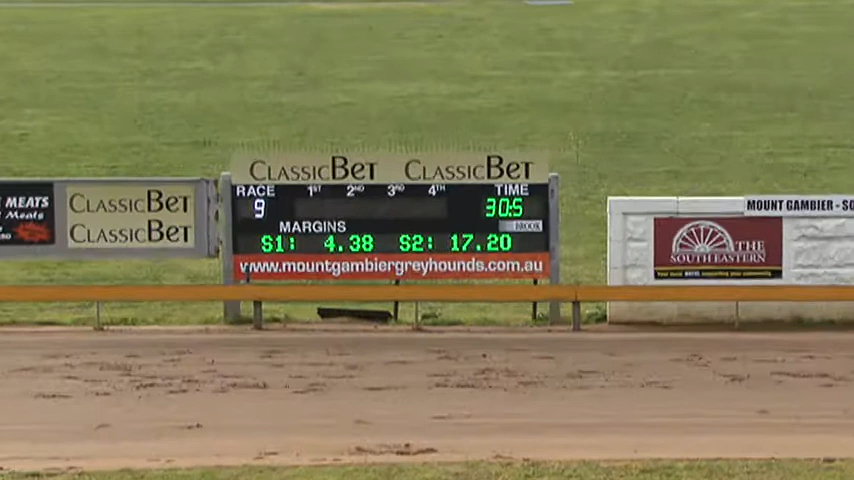 CLASSICBET CLASSICBET
RACE 1ST 2ND 3RD 4TH TIME
9 30.5
MARGINS BROOK
S1: 4.38 S2: 17.20
www.mountgambiergreyhounds.com.au
MEATS
& Meats
CLASSICBET
CLASSICBET
MOUNT GAMBIER - SO
THE
SOUTH EASTERN